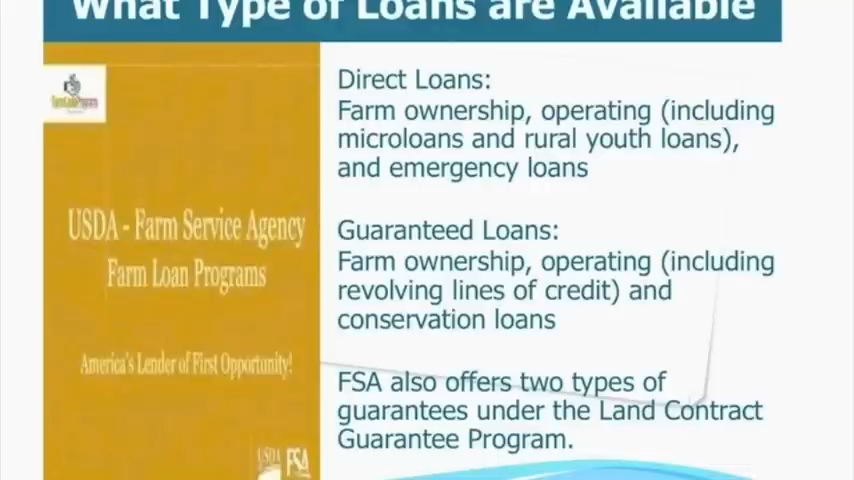 What Type of Loans are Available
USDA - Farm Service Agency
Farm Loan Programs
America's Lender of First Opportunity!
USDA
FSA
Direct Loans:
Farm ownership, operating (including
microloans and rural youth loans),
and emergency loans
Guaranteed Loans:
Farm ownership, operating (including
revolving lines of credit) and
conservation loans
FSA also offers two types of
guarantees under the Land Contract
Guarantee Program.